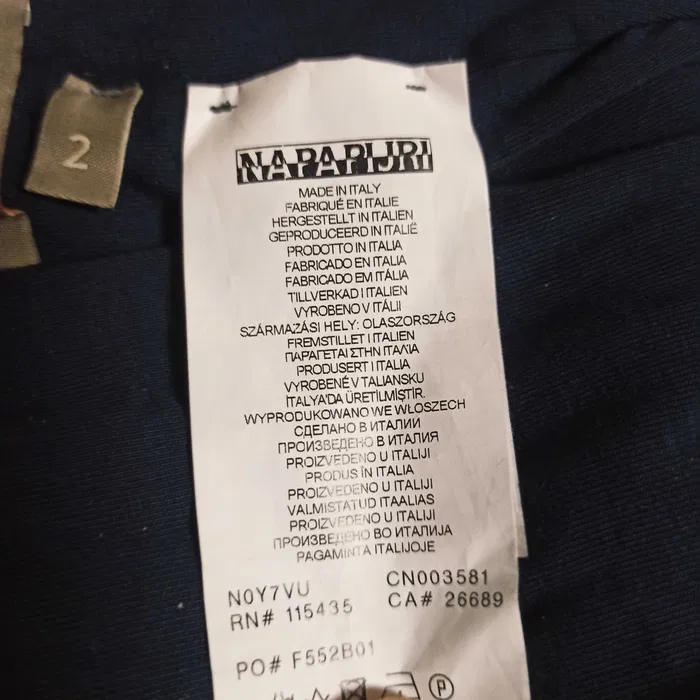 2
NAPAPIJRI
MADE IN ITALY
FABRIQUÉ EN ITALIE
HERGESTELLT IN ITALIEN
GEPRODUCEERD IN ITALIË
PRODOTTO IN ITALIA
FABRICADO EN ITALIA
FABRICADO EM ITÁLIA
TILLVERKAD I ITALIEN
VYROBENO V ITÁLII
SZÁRMAZÁSI HELY: OLASZORSZÁG
FREMSTILLET I ITALIEN
ΠΑΡΑΓΕΤΑΙ ΣΤΗΝ ΙΤΑΛΙΑ
PRODUSERT I ITALIA
VYROBENÉ V TALIANSKU
İTALYA'DA ÜRETİLMİŞTİR.
WYPRODUKOWANO WE WŁOSZECH
СДЕЛАНО В ИТАЛИИ
ПРОИЗВЕДЕНО В ИТАЛИЯ
PROIZVEDENO U ITALIJI
PRODUS ÎN ITALIA
PROIZVEDENO U ITALIJI
VALMISTATUD ITAALIAS
PROIZVEDENO U ITALIJI
ПРОИЗВЕДЕНО ВО ИТАЛИЈА
PAGAMINTA ITALIJOJE
N0Y7VU CN003581
RN# 115435 CA# 26689
PO# F552B01
P